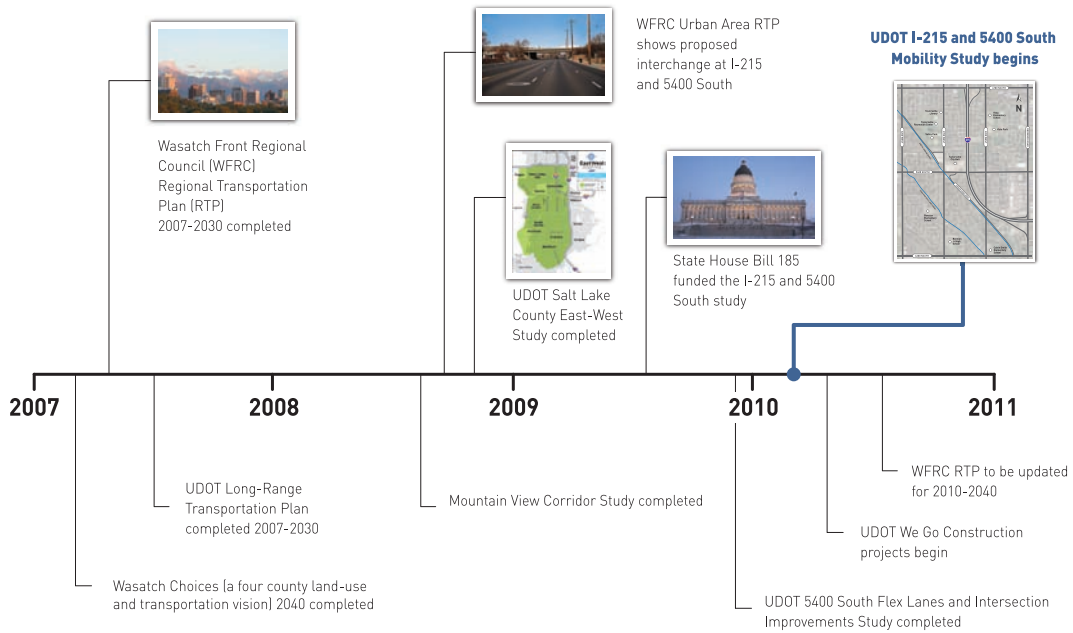 WFRC Urban Area RTP
shows proposed
interchange at I-215
and 5400 South
UDOT I-215 and 5400 South
Mobility Study begins
N
Wasatch Front Regional
Council (WFRC)
Regional Transportation
Plan (RTP)
2007-2030 completed
UDOT Salt Lake
County East-West
Study completed
State House Bill 185
funded the I-215 and 5400
South study
2007
2008
2009
2010
2011
UDOT Long-Range
Transportation Plan
completed 2007-2030
Mountain View Corridor Study completed
WFRC RTP to be updated
for 2010-2040
UDOT We Go Construction
projects begin
Wasatch Choices (a four county land-use
and transportation vision) 2040 completed
UDOT 5400 South Flex Lanes and Intersection
Improvements Study completed